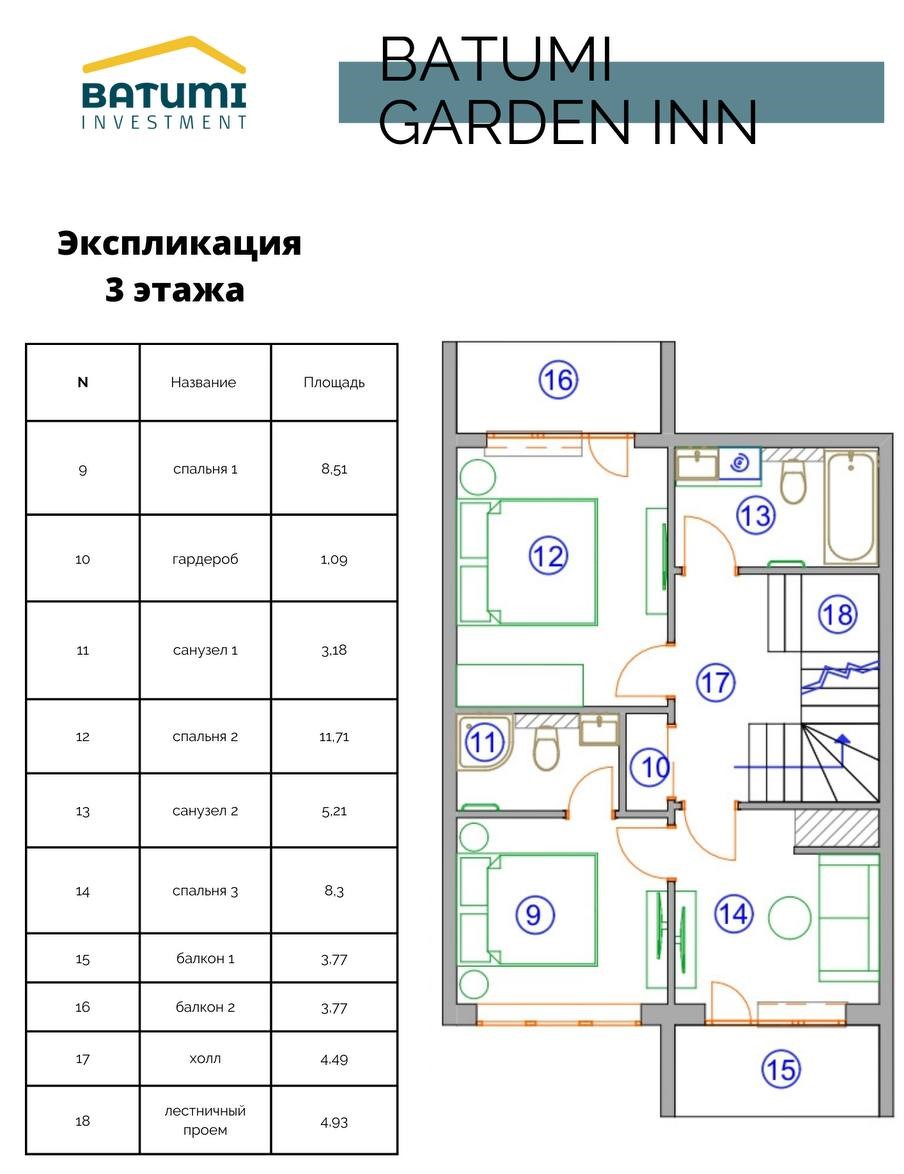 BATUMI
INVESTMENT
BATUMI
GARDEN INN
Экспликация
3 этажа
N Название Площадь
9 спальня 1 8,51
10 гардероб 1,09
11 санузел 1 3,18
12 спальня 2 11,71
13 санузел 2 5,21
14 спальня 3 8,3
15 балкон 1 3,77
16 балкон 2 3,77
17 холл 4,49
18 лестничный
проем 4,93
16
13
12
18
17
11
10
9
14
15